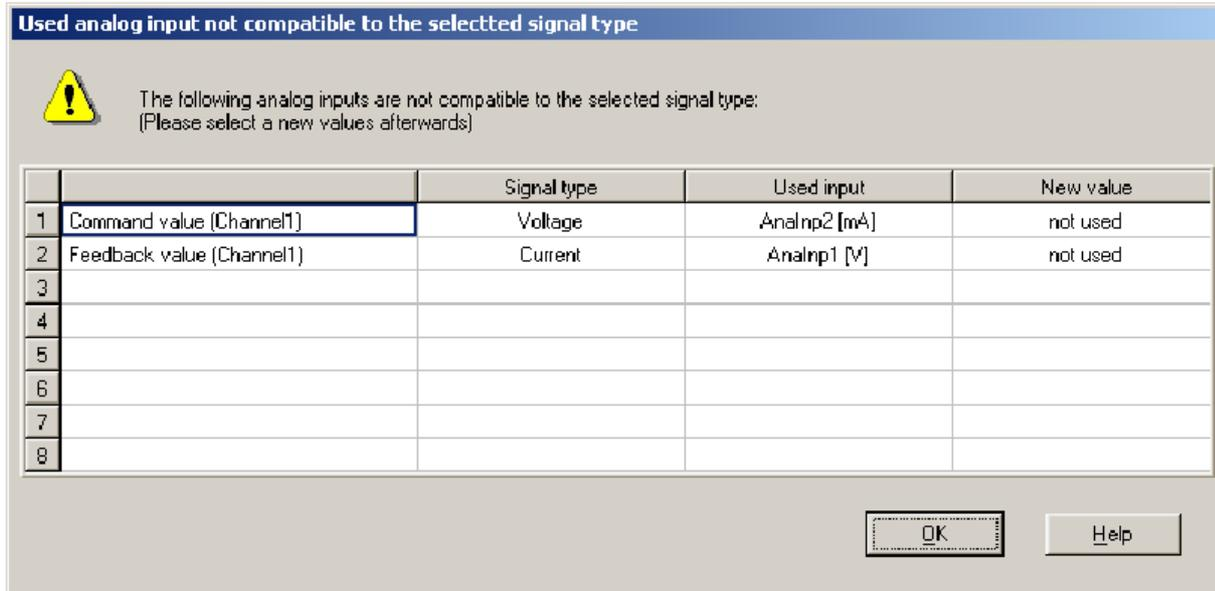 Used analog input not compatible to the selectted signal type
The following analog inputs are not compatible to the selected signal type:
(Please select a new values afterwards)
Signal type Used input New value
1 Command value (Channel1) Voltage AnaInp2 [mA] not used
2 Feedback value (Channel1) Current AnaInp1 [V] not used
3
4
5
6
7
8
OK Help